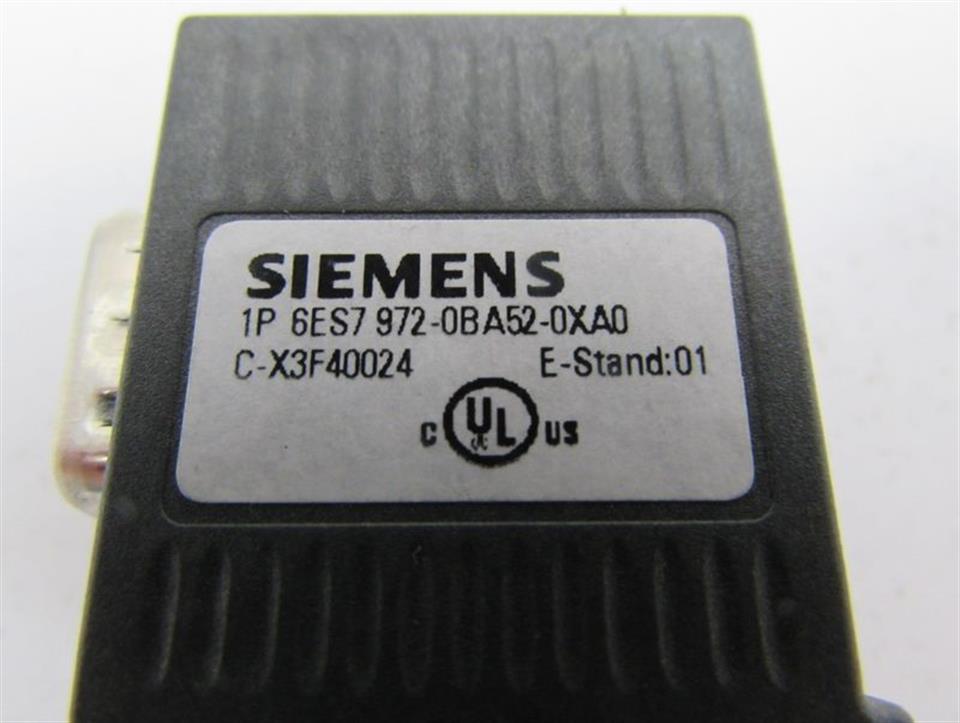 SIEMENS
1P 6ES7 972-0BA52-0XA0
C-X3F40024 E-Stand:01
C UL US